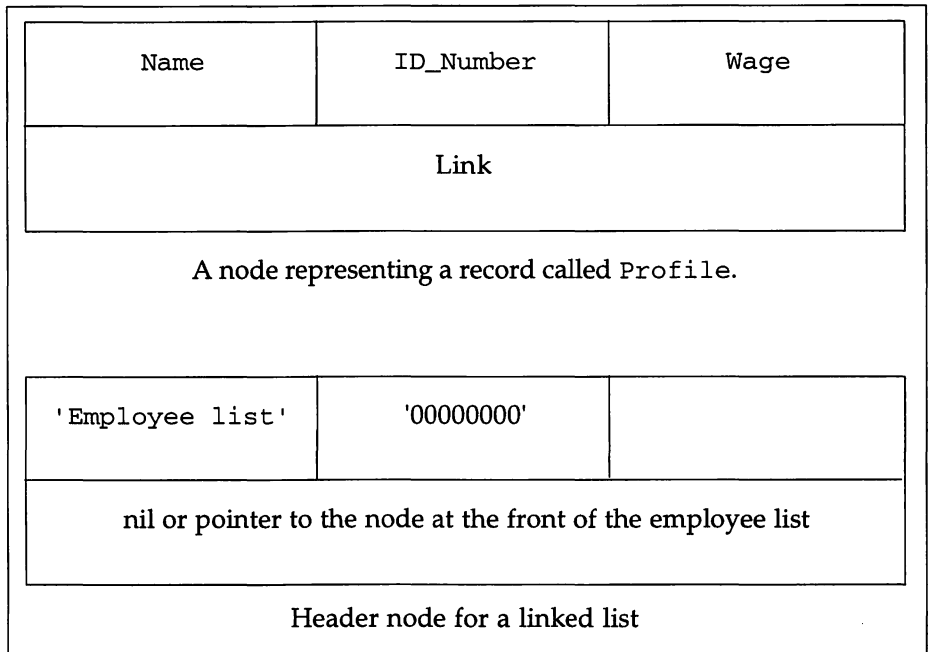 Name ID_Number Wage
Link
A node representing a record called Profile.
'Employee list' '00000000'
nil or pointer to the node at the front of the employee list
Header node for a linked list